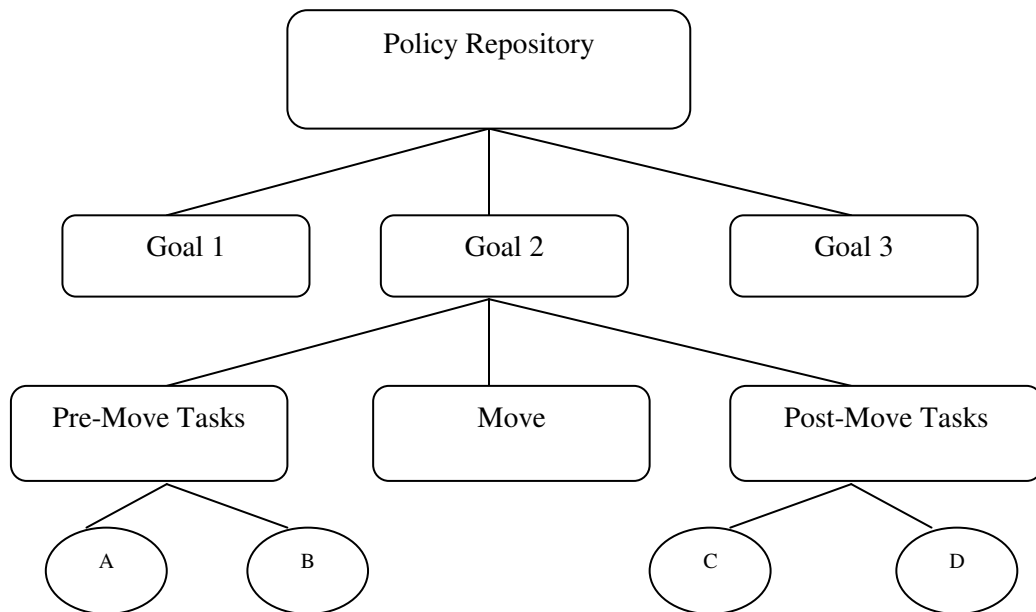 Policy Repository
Goal 1
Goal 2
Goal 3
Pre-Move Tasks
Move
Post-Move Tasks
A
B
C
D